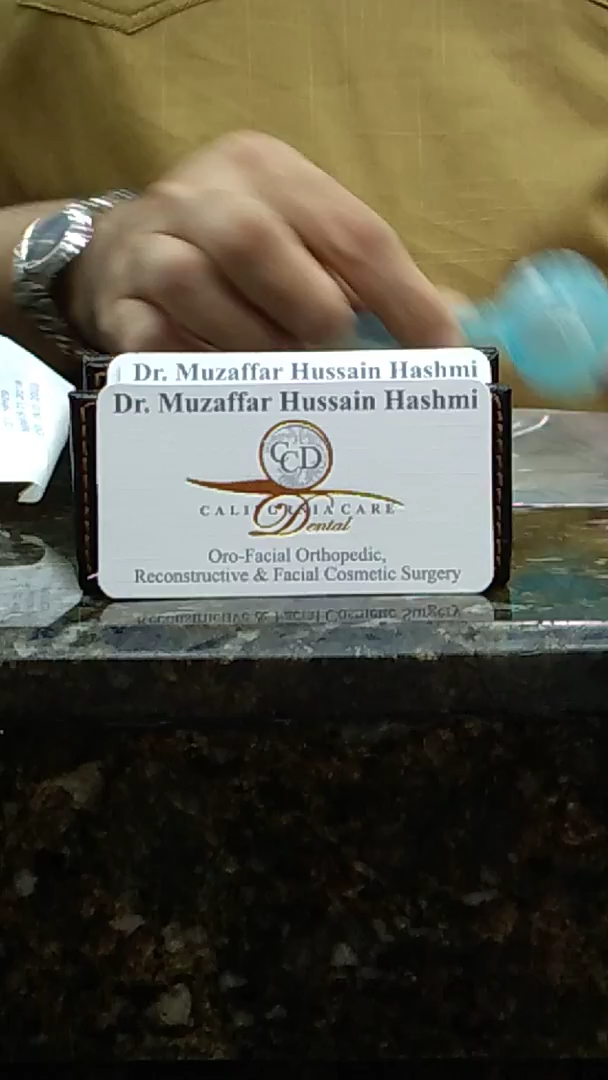 Dr. Muzaffar Hussain Hashmi
Dr. Muzaffar Hussain Hashmi
CCD
CALIFORNIA CARE
Dental
Oro-Facial Orthopedic,
Reconstructive & Facial Cosmetic Surgery